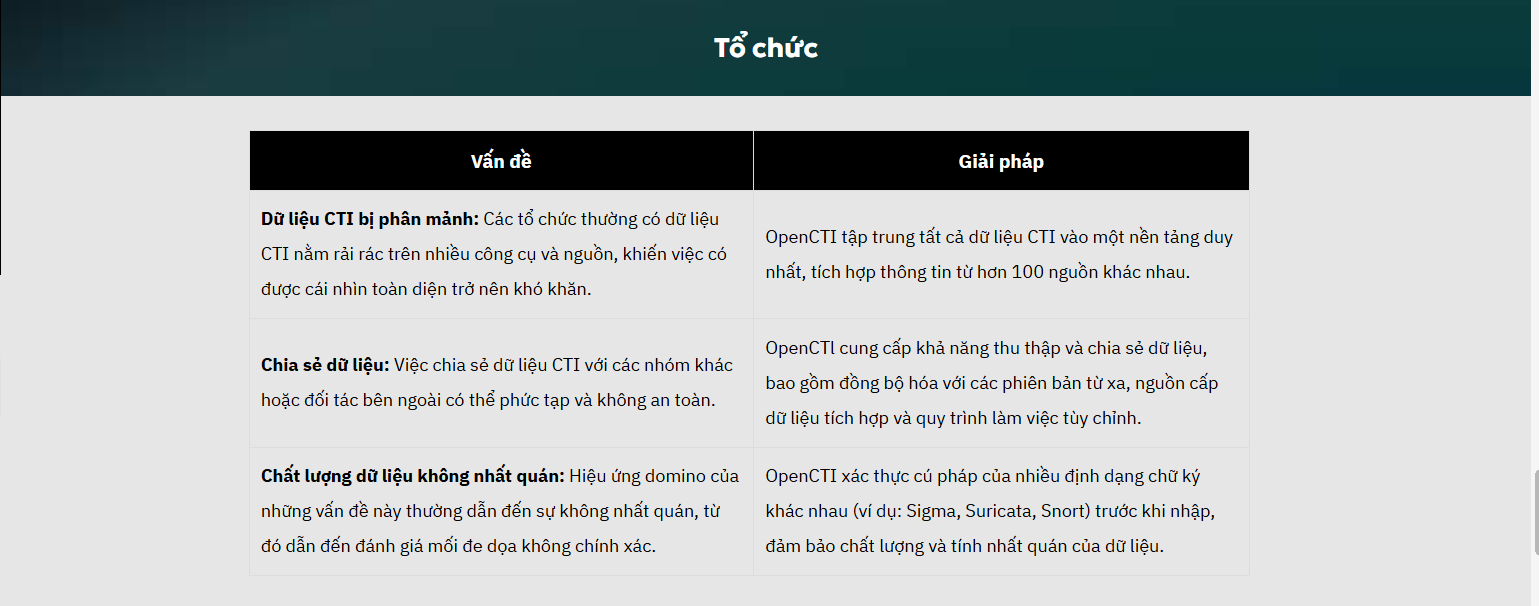 Tổ chức
Vấn đề
Giải pháp
Dữ liệu CTI bị phân mảnh: Các tổ chức thường có dữ liệu
CTI nằm rải rác trên nhiều công cụ và nguồn, khiến việc có
được cái nhìn toàn diện trở nên khó khăn.
OpenCTI tập trung tất cả dữ liệu CTI vào một nền tảng duy
nhất, tích hợp thông tin từ hơn 100 nguồn khác nhau.
Chia sẻ dữ liệu: Việc chia sẻ dữ liệu CTI với các nhóm khác
hoặc đối tác bên ngoài có thể phức tạp và không an toàn.
OpenCTl cung cấp khả năng thu thập và chia sẻ dữ liệu,
bao gồm đồng bộ hóa với các phiên bản từ xa, nguồn cấp
dữ liệu tích hợp và quy trình làm việc tùy chỉnh.
Chất lượng dữ liệu không nhất quán: Hiệu ứng domino của
những vấn đề này thường dẫn đến sự không nhất quán, từ
đó dẫn đến đánh giá mối đe dọa không chính xác.
OpenCTI xác thực cú pháp của nhiều định dạng chữ ký
khác nhau (ví dụ: Sigma, Suricata, Snort) trước khi nhập,
đảm bảo chất lượng và tính nhất quán của dữ liệu.